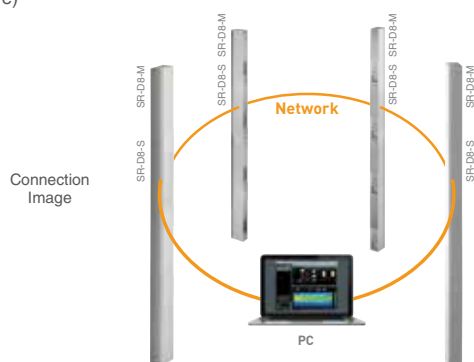 e)
SR-D8-M
SR-D8-S
SR-D8-M
SR-D8-S
SR-D8-M
SR-D8-S
SR-D8-M
SR-D8-S
Network
Connection
Image
PC